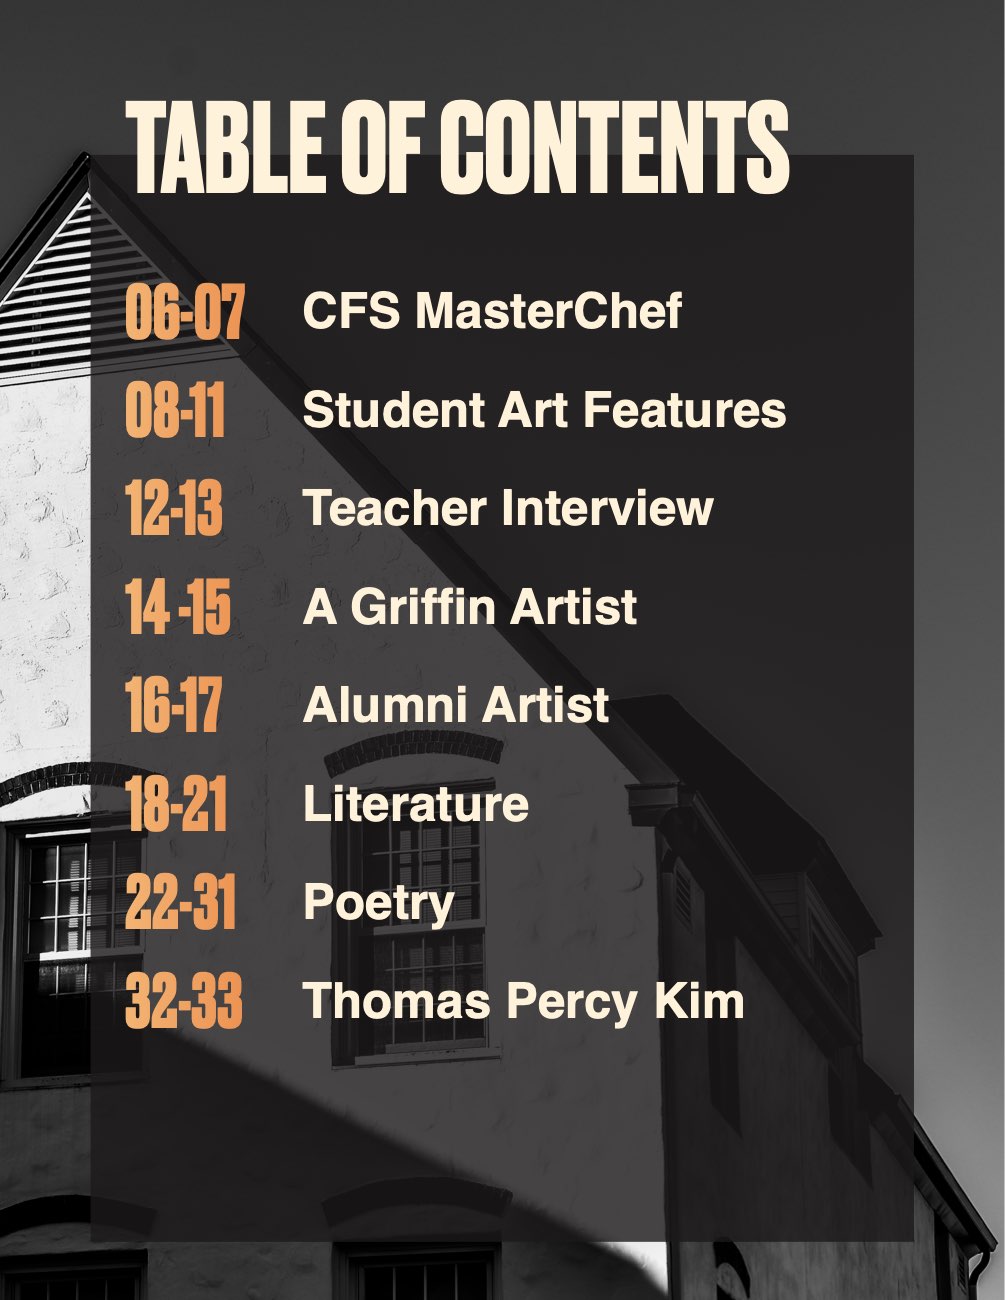 TABLE OF CONTENTS
06-07 CFS MasterChef
08-11 Student Art Features
12-13 Teacher Interview
14 -15 A Griffin Artist
16-17 Alumni Artist
18-21 Literature
22-31 Poetry
32-33 Thomas Percy Kim